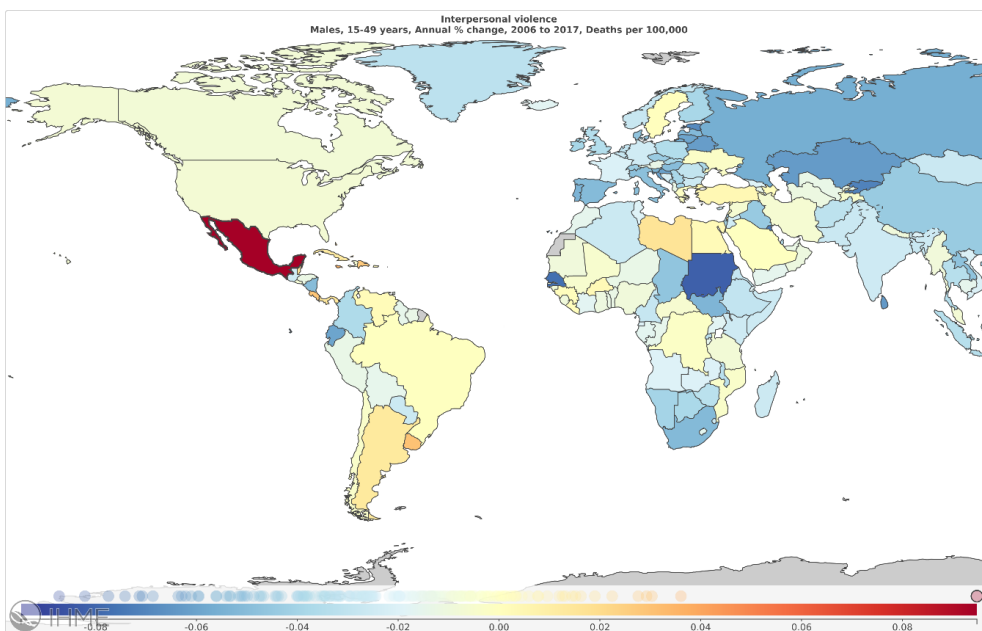 Interpersonal violence
Males, 15-49 years, Annual % change, 2006 to 2017, Deaths per 100,000
IHME
-0.08 -0.06 -0.04 -0.02 0.00 0.02 0.04 0.06 0.08